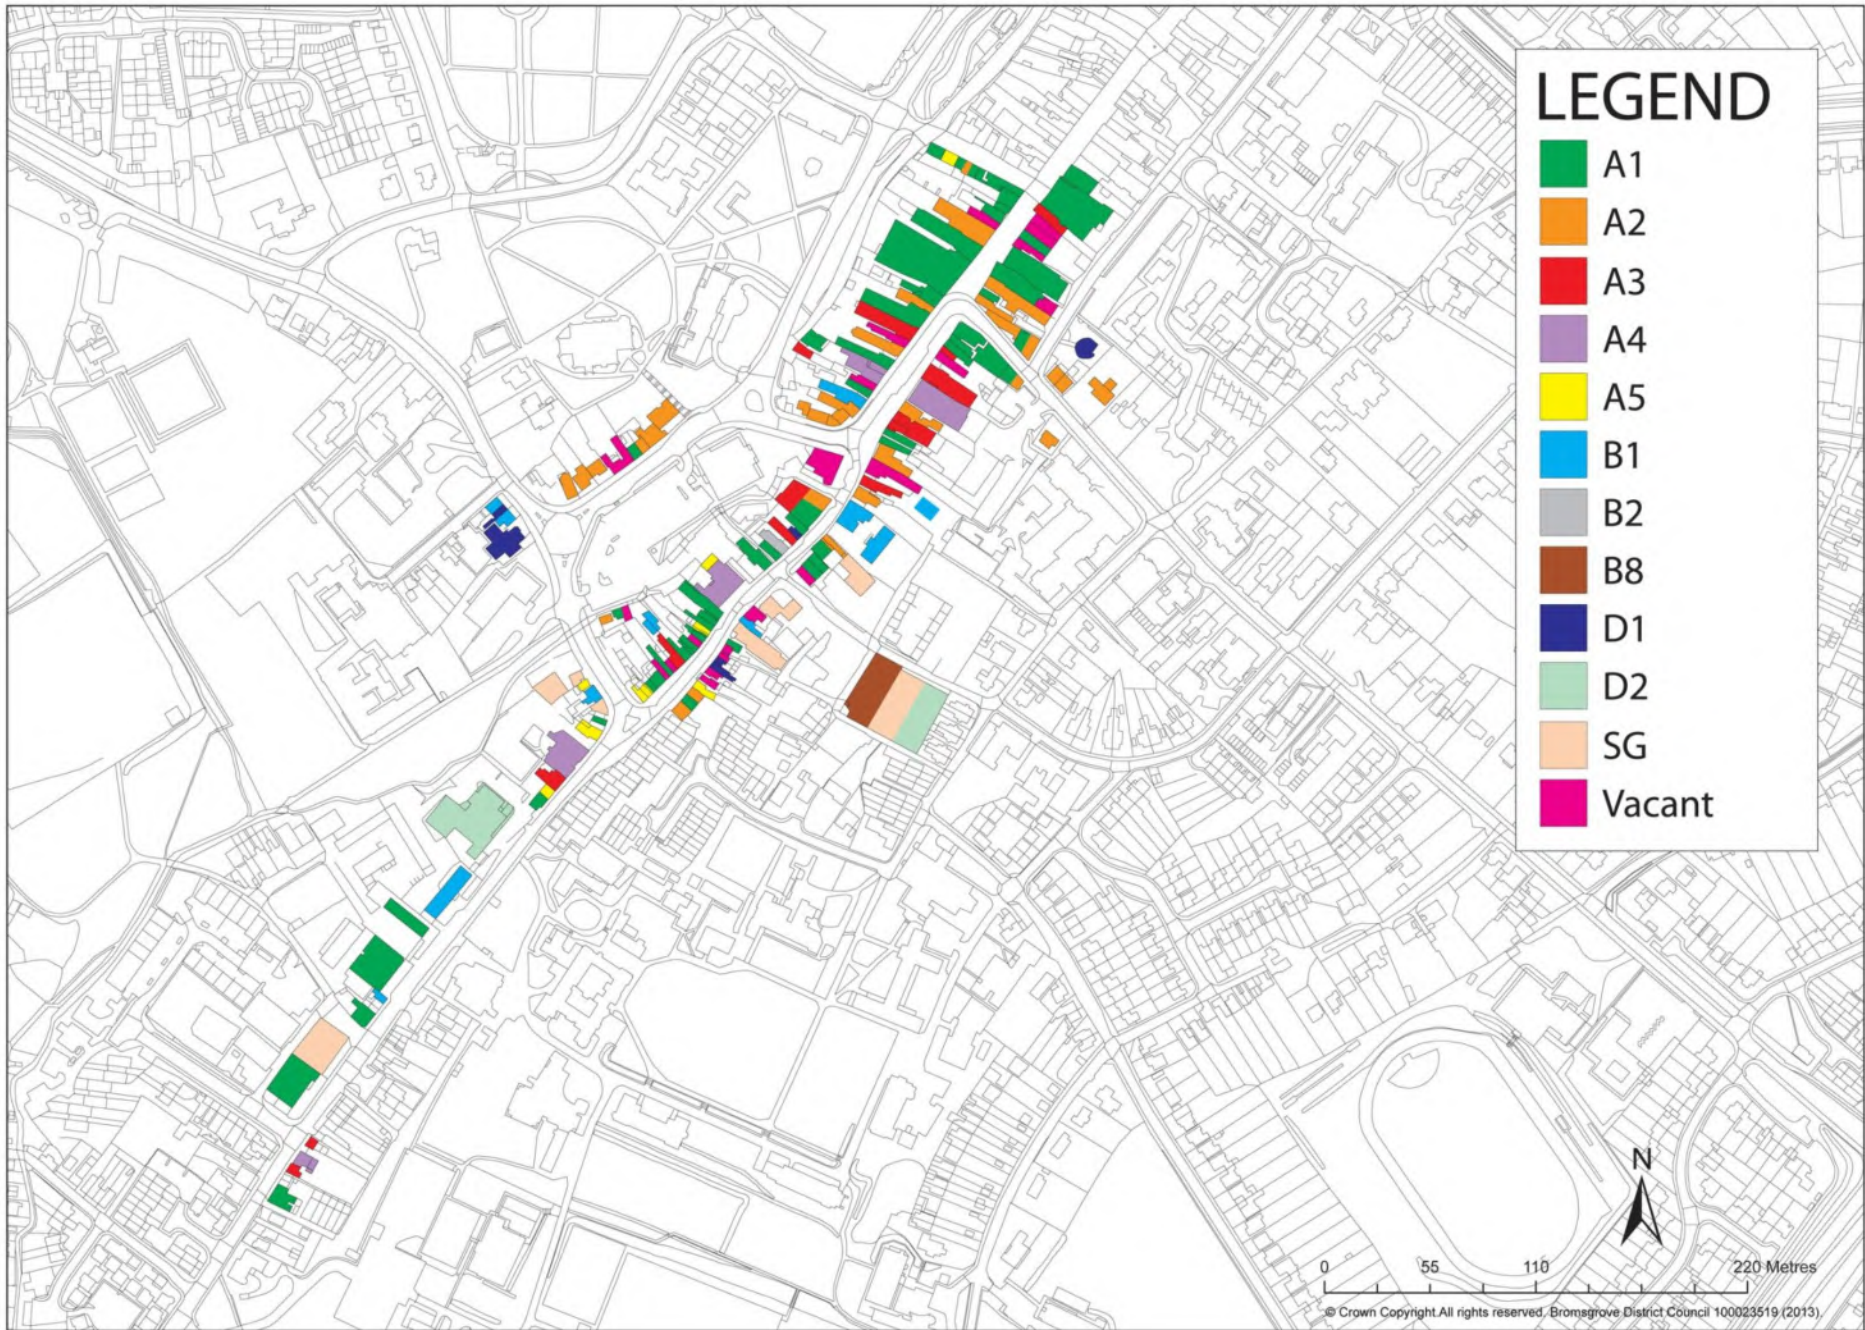 LEGEND
A1
A2
A3
A4
A5
B1
B2
B8
D1
D2
SG
Vacant
N
0 55 110 220 Metres
© Crown Copyright.All rights reserved. Bromsgrove District Council 100023519 (2013).